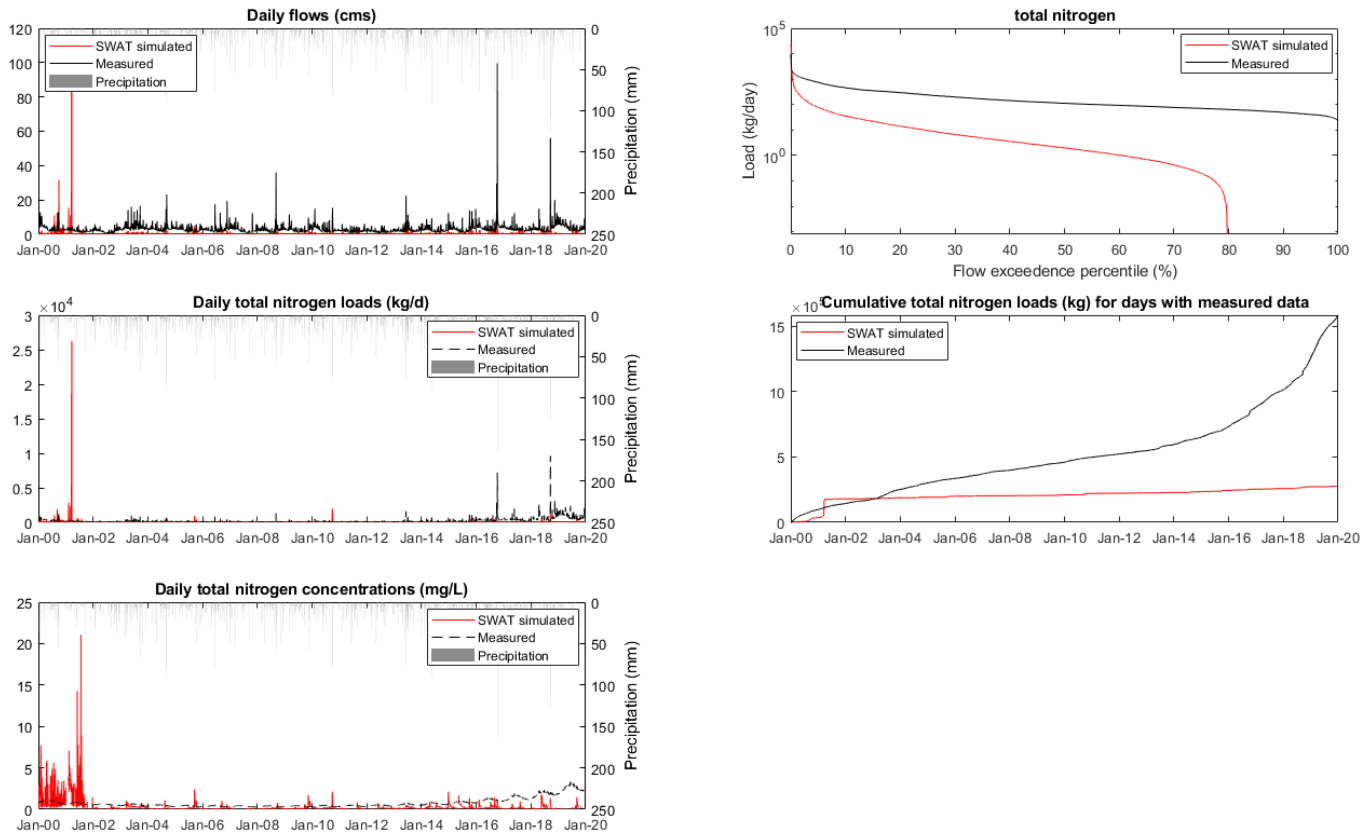 Daily flows (cms)
120
100
80
60
40
20
0
SWAT simulated
Measured
Precipitation
0
50
100
150
200
250
Precipitation (mm)
Jan-00 Jan-02 Jan-04 Jan-06 Jan-08 Jan-10 Jan-12 Jan-14 Jan-16 Jan-18 Jan-20
total nitrogen
10^5
10^0
Load (kg/day)
SWAT simulated
Measured
0 10 20 30 40 50 60 70 80 90 100
Flow exceedence percentile (%)
Daily total nitrogen loads (kg/d)
×10^4
3
2.5
2
1.5
1
0.5
0
SWAT simulated
Measured
Precipitation
0
50
100
150
200
250
Precipitation (mm)
Jan-00 Jan-02 Jan-04 Jan-06 Jan-08 Jan-10 Jan-12 Jan-14 Jan-16 Jan-18 Jan-20
Cumulative total nitrogen loads (kg) for days with measured data
×10^5
15
10
5
0
SWAT simulated
Measured
Jan-00 Jan-02 Jan-04 Jan-06 Jan-08 Jan-10 Jan-12 Jan-14 Jan-16 Jan-18 Jan-20
Daily total nitrogen concentrations (mg/L)
25
20
15
10
5
0
SWAT simulated
Measured
Precipitation
0
50
100
150
200
250
Precipitation (mm)
Jan-00 Jan-02 Jan-04 Jan-06 Jan-08 Jan-10 Jan-12 Jan-14 Jan-16 Jan-18 Jan-20